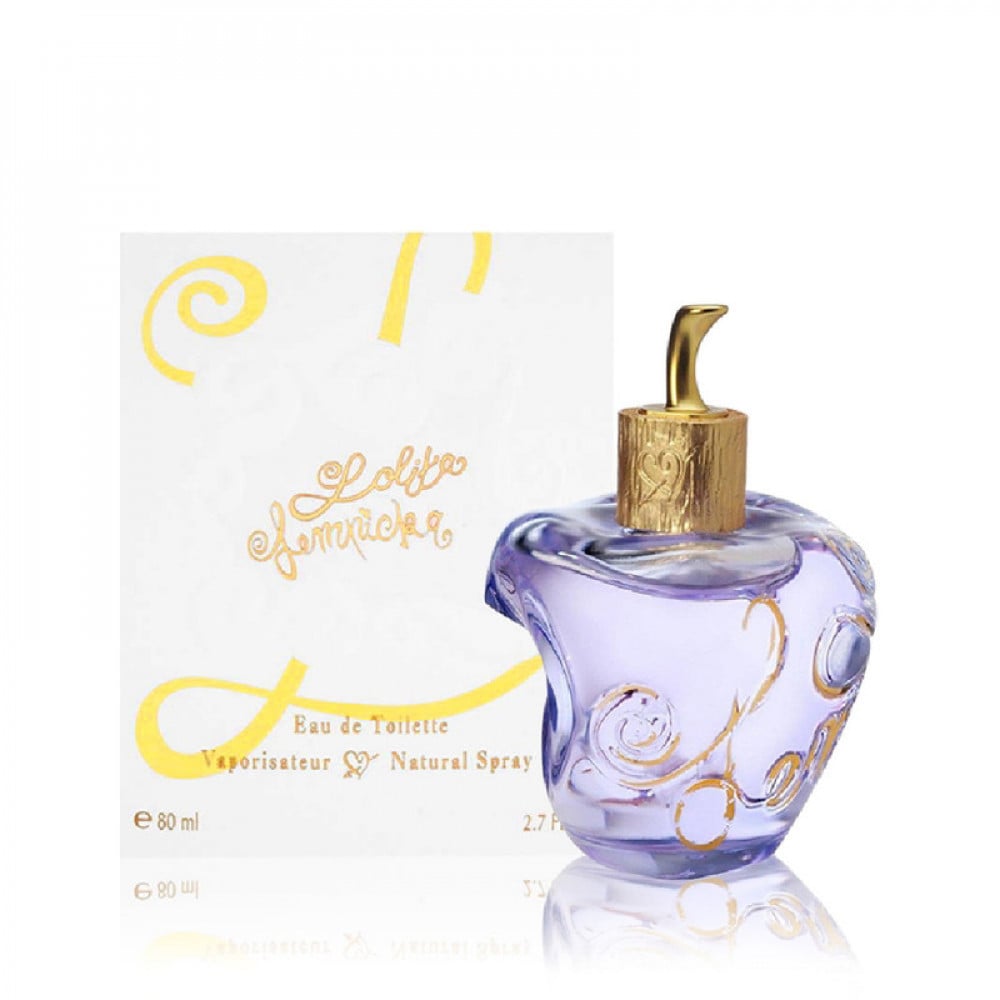 Lolita
Lempicka
Eau de Toilette
Vaporisateur Natural Spray
e 80 ml
2.7